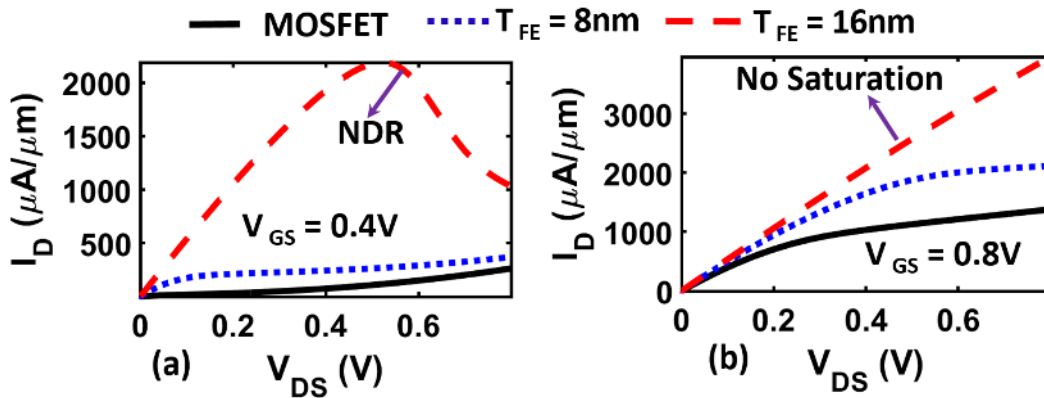 MOSFET T FE = 8nm T FE = 16nm
2000
1500
1000
500
0 0.2 0.4 0.6
I D (μA/μm)
V DS (V)
NDR
V GS = 0.4V
(a)
3000
2000
1000
0
0 0.2 0.4 0.6
I D (μA/μm)
V DS (V)
No Saturation
V GS = 0.8V
(b)